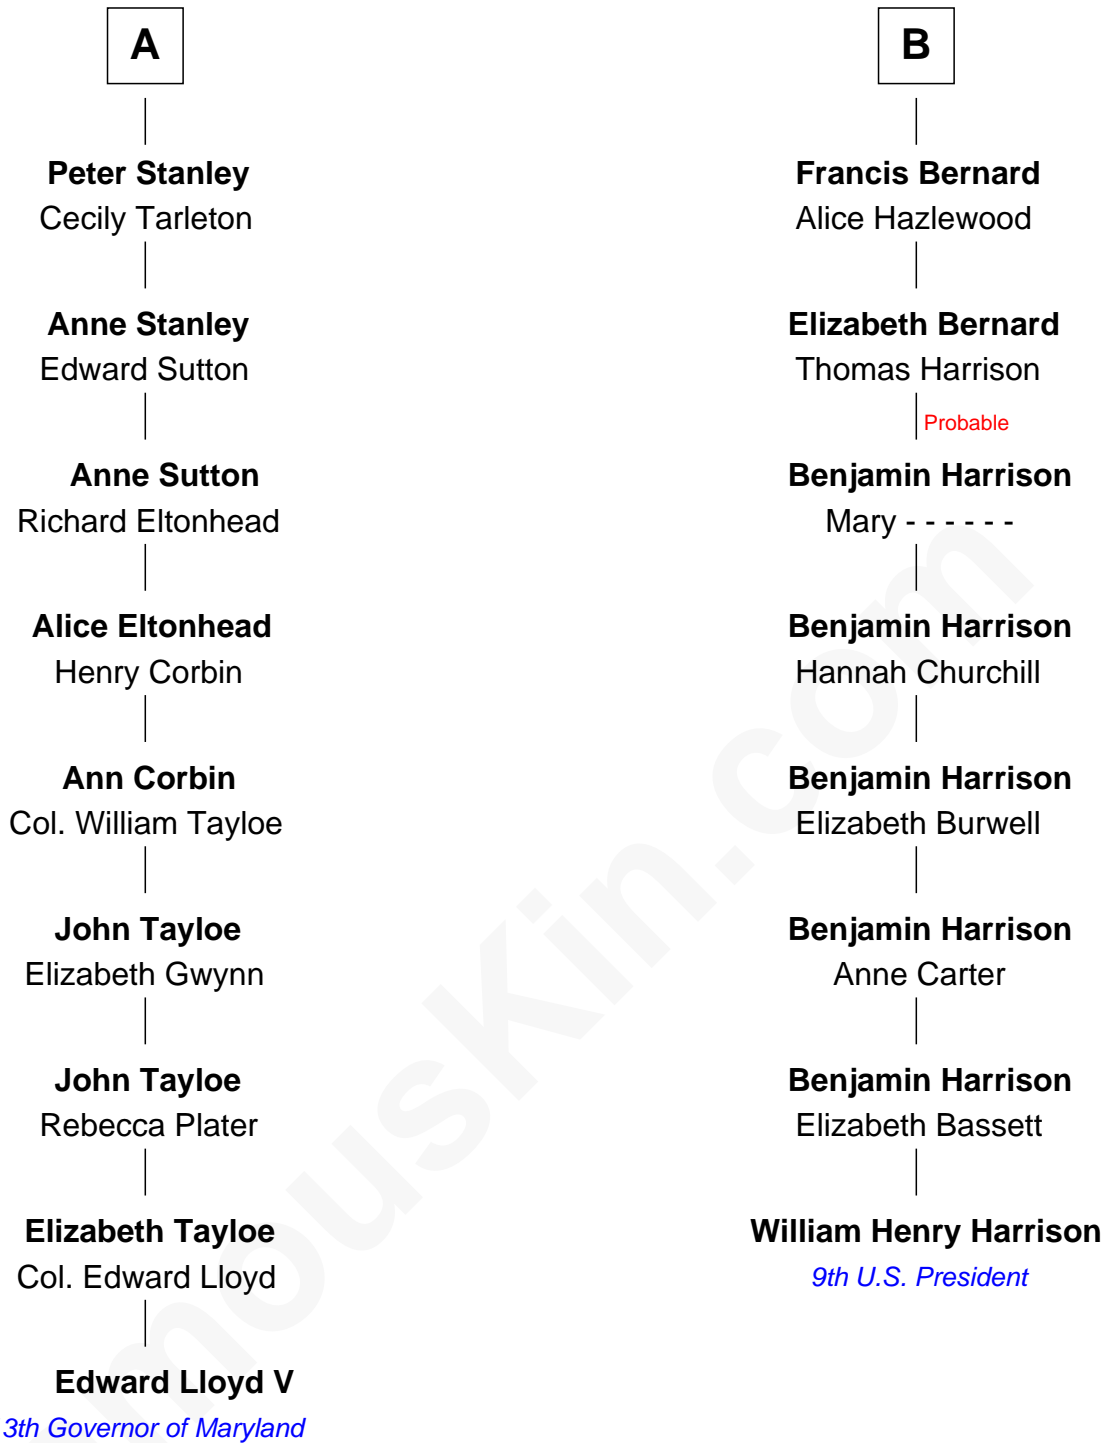 A
Peter Stanley
Cecily Tarleton
Anne Stanley
Edward Sutton
Anne Sutton
Richard Eltonhead
Alice Eltonhead
Henry Corbin
Ann Corbin
Col. William Tayloe
John Tayloe
Elizabeth Gwynn
John Tayloe
Rebecca Plater
Elizabeth Tayloe
Col. Edward Lloyd
Edward Lloyd V
3th Governor of Maryland
B
Francis Bernard
Alice Hazlewood
Elizabeth Bernard
Thomas Harrison
Probable
Benjamin Harrison
Mary - - - - - -
Benjamin Harrison
Hannah Churchill
Benjamin Harrison
Elizabeth Burwell
Benjamin Harrison
Anne Carter
Benjamin Harrison
Elizabeth Bassett
William Henry Harrison
9th U.S. President
mouskin.com